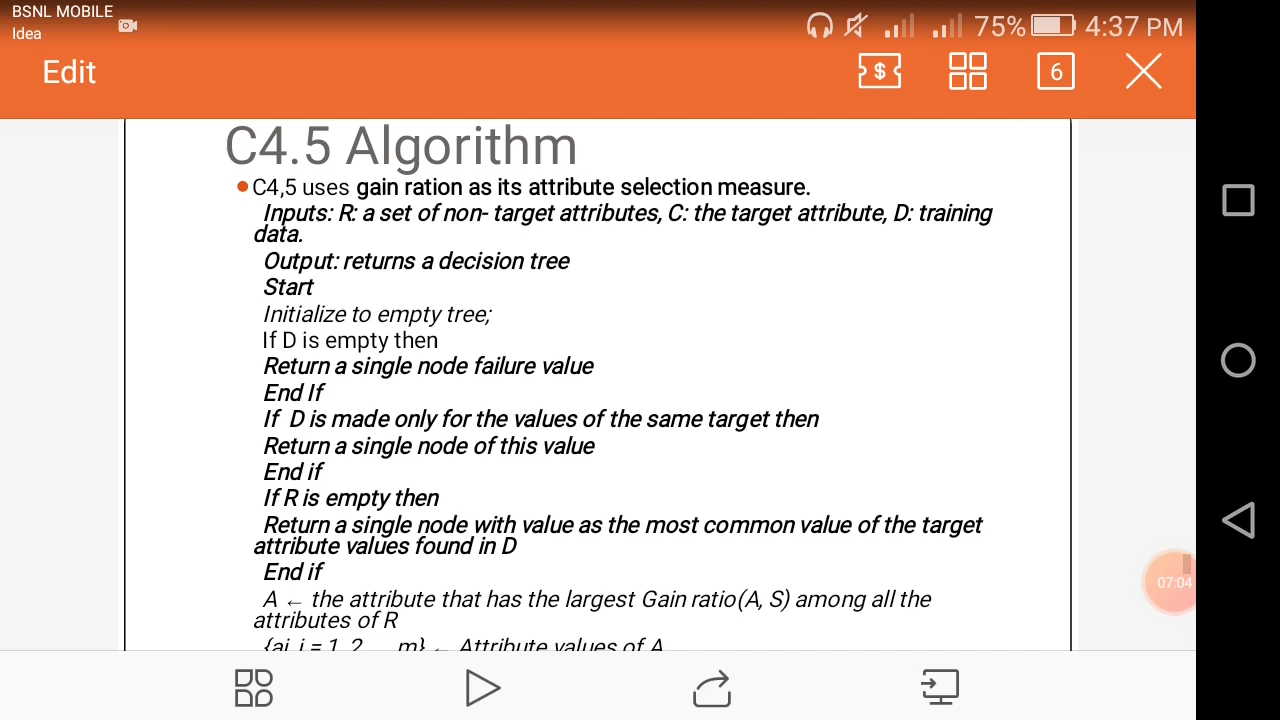 BSNL MOBILE
Idea
75%
4:37 PM
Edit
$
6
C4.5 Algorithm
C4,5 uses gain ration as its attribute selection measure.
Inputs: R: a set of non- target attributes, C: the target attribute, D: training
data.
Output: returns a decision tree
Start
Initialize to empty tree;
If D is empty then
Return a single node failure value
End If
If D is made only for the values of the same target then
Return a single node of this value
End if
If R is empty then
Return a single node with value as the most common value of the target
attribute values found in D
End if
A ← the attribute that has the largest Gain ratio(A, S) among all the
attributes of R
Attribute values of A
07:04